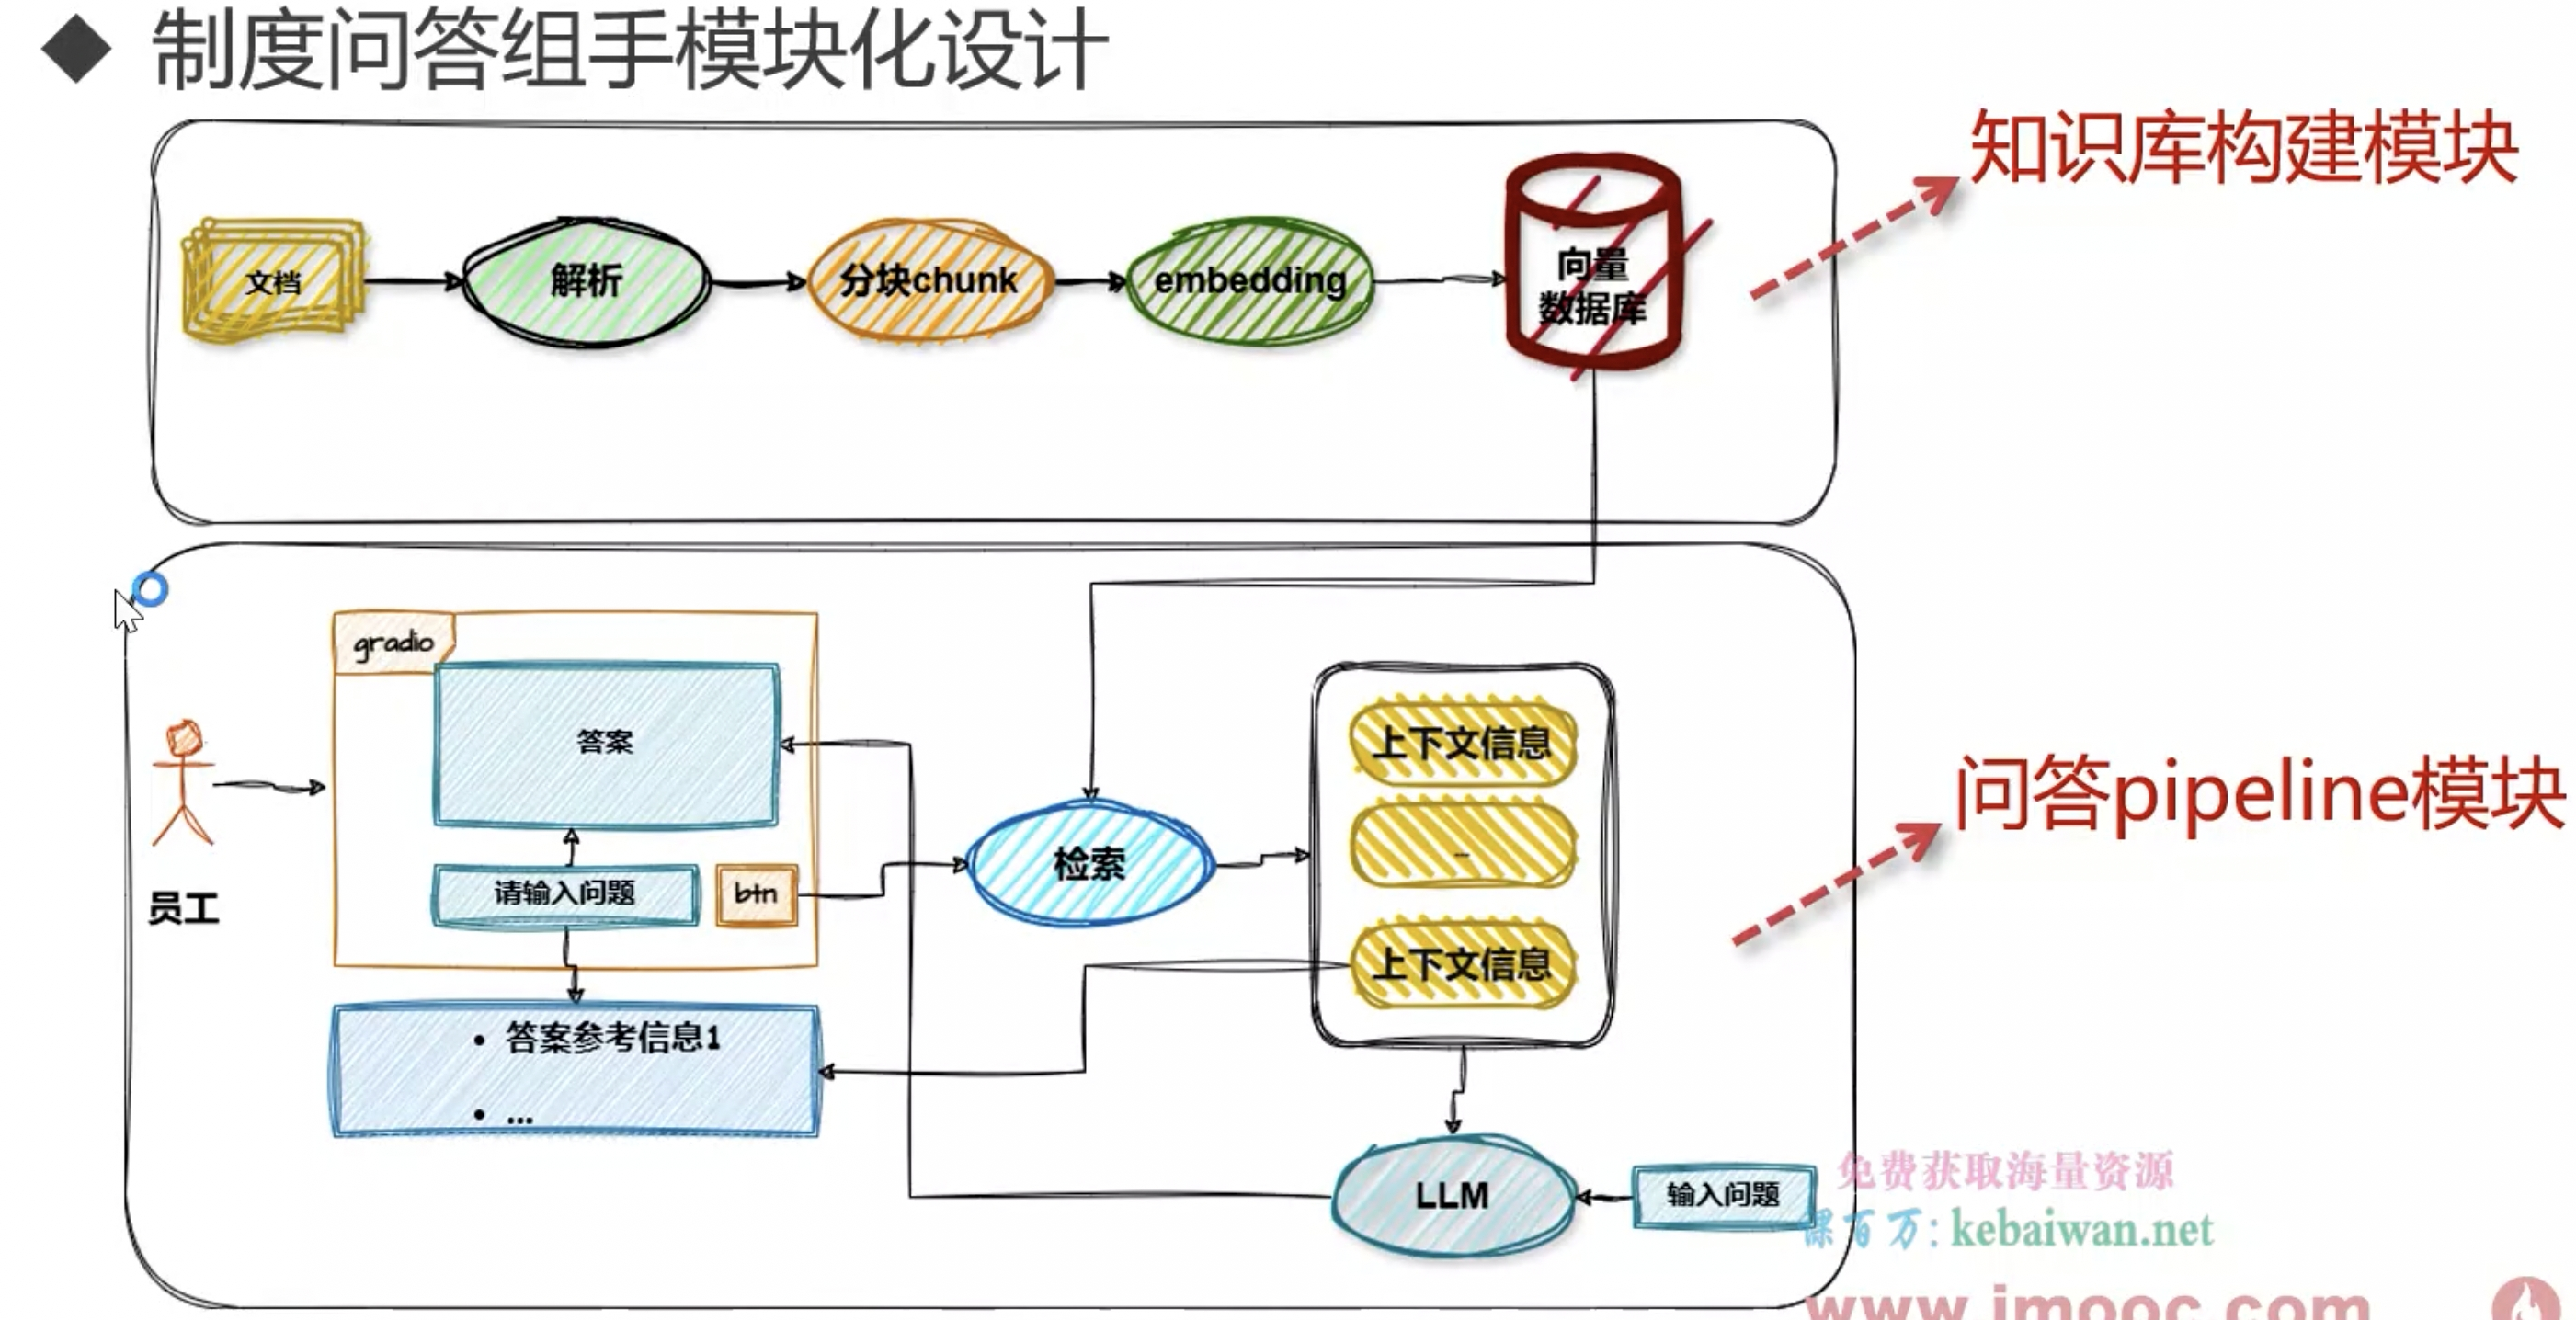 制度问答组手模块化设计
知识库构建模块
文档
解析
分块chunk
embedding
向量
数据库
gradio
答案
请输入问题
btn
员工
答案参考信息1
...
检索
上下文信息
...
上下文信息
问答pipeline模块
LLM
输入问题
免费获取海量资源
课百万:kebaiwan.net
www.imooc.com